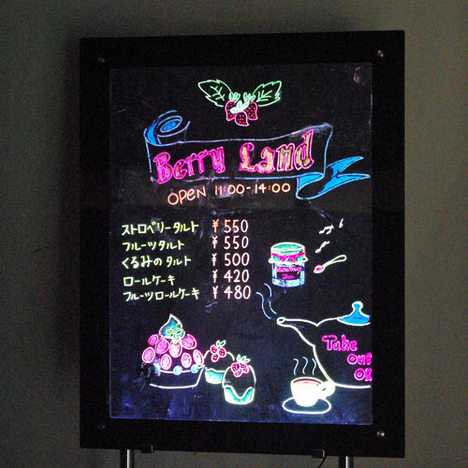 Berry Land
OPEN 11:00-14:00
ストロベリータルト ¥550
フルーツタルト ¥550
くるみのタルト ¥500
ロールケーキ ¥420
フルーツロールケーキ ¥480
Take
Out
OK